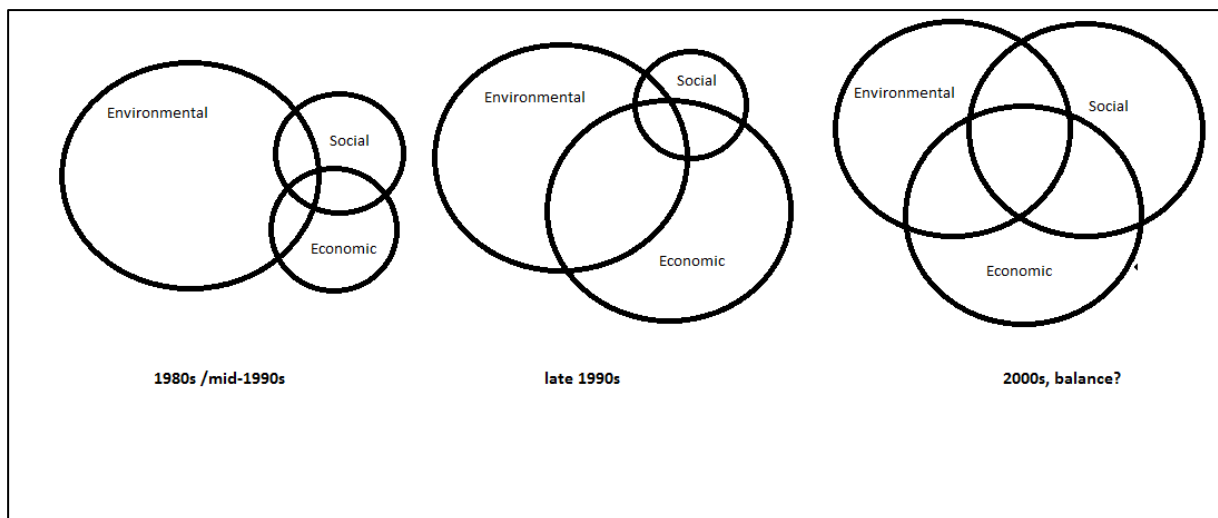 Environmental
Social
Economic
1980s /mid-1990s
Environmental
Social
Economic
late 1990s
Environmental
Social
Economic
2000s, balance?